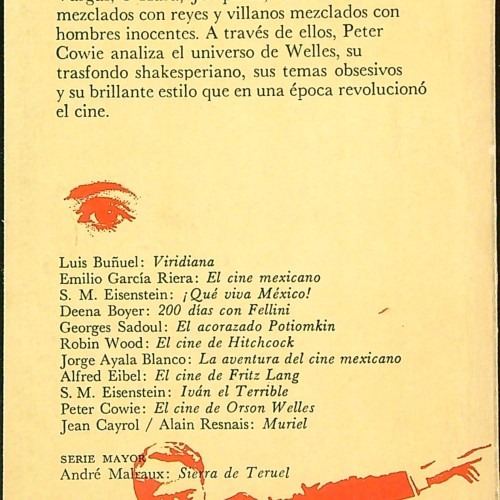 mezclados con reyes y villanos mezclados con
hombres inocentes. A través de ellos, Peter
Cowie analiza el universo de Welles, su
trasfondo shakesperiano, sus temas obsesivos
y su brillante estilo que en una época revolucionó
el cine.
Luis Buñuel: Viridiana
Emilio García Riera: El cine mexicano
S. M. Eisenstein: ¡Qué viva México!
Deena Boyer: 200 días con Fellini
Georges Sadoul: El acorazado Potiomkin
Robin Wood: El cine de Hitchcock
Jorge Ayala Blanco: La aventura del cine mexicano
Alfred Eibel: El cine de Fritz Lang
S. M. Eisenstein: Iván el Terrible
Peter Cowie: El cine de Orson Welles
Jean Cayrol / Alain Resnais: Muriel
SERIE MAYOR
André Malraux: Sierra de Teruel